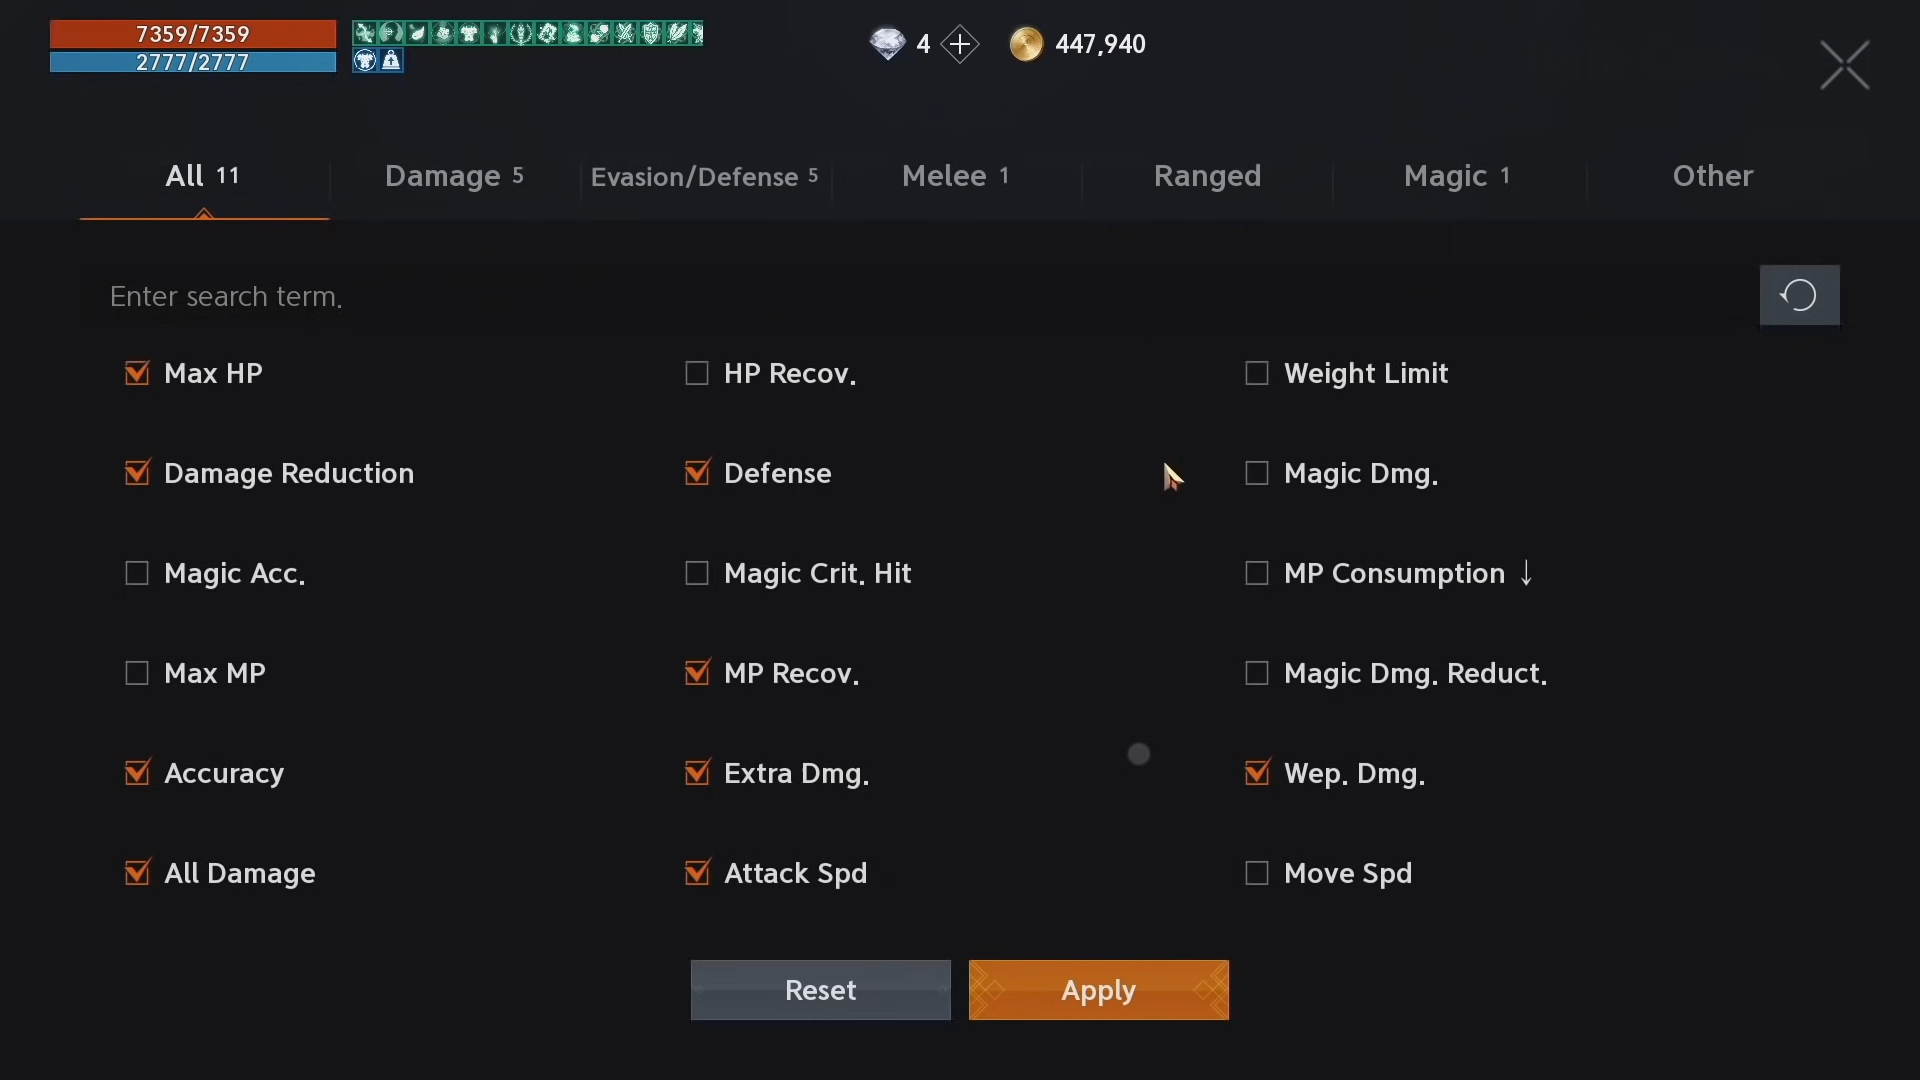 7359/7359
2777/2777
4
447,940
All 11
Damage 5
Evasion/Defense 5
Melee 1
Ranged
Magic 1
Other
Enter search term.
Max HP
HP Recov.
Weight Limit
Damage Reduction
Defense
Magic Dmg.
Magic Acc.
Magic Crit. Hit
MP Consumption ↓
Max MP
MP Recov.
Magic Dmg. Reduct.
Accuracy
Extra Dmg.
Wep. Dmg.
All Damage
Attack Spd
Move Spd
Reset
Apply